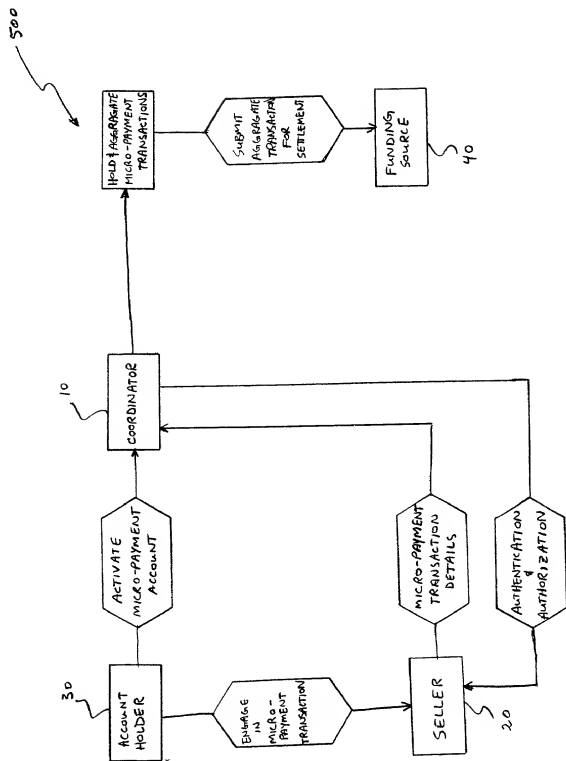 500
HOLD & AGGRAGATE
MICRO-PAYMENT
TRANSACTIONS
SUBMIT
AGGRAGATE
TRANSACTION
FOR
SETTLEMENT
FUNDING
SOURCE
40
10
COORDINATOR
ACTIVATE
MICRO-PAYMENT
ACCOUNT
MICRO-PAYMENT
TRANSACTION
DETAILS
AUTHENTICATION
&
AUTHORIZATION
30
ACCOUNT
HOLDER
ENGAGE
IN
MICRO-
PAYMENT
TRANSACTION
SELLER
20